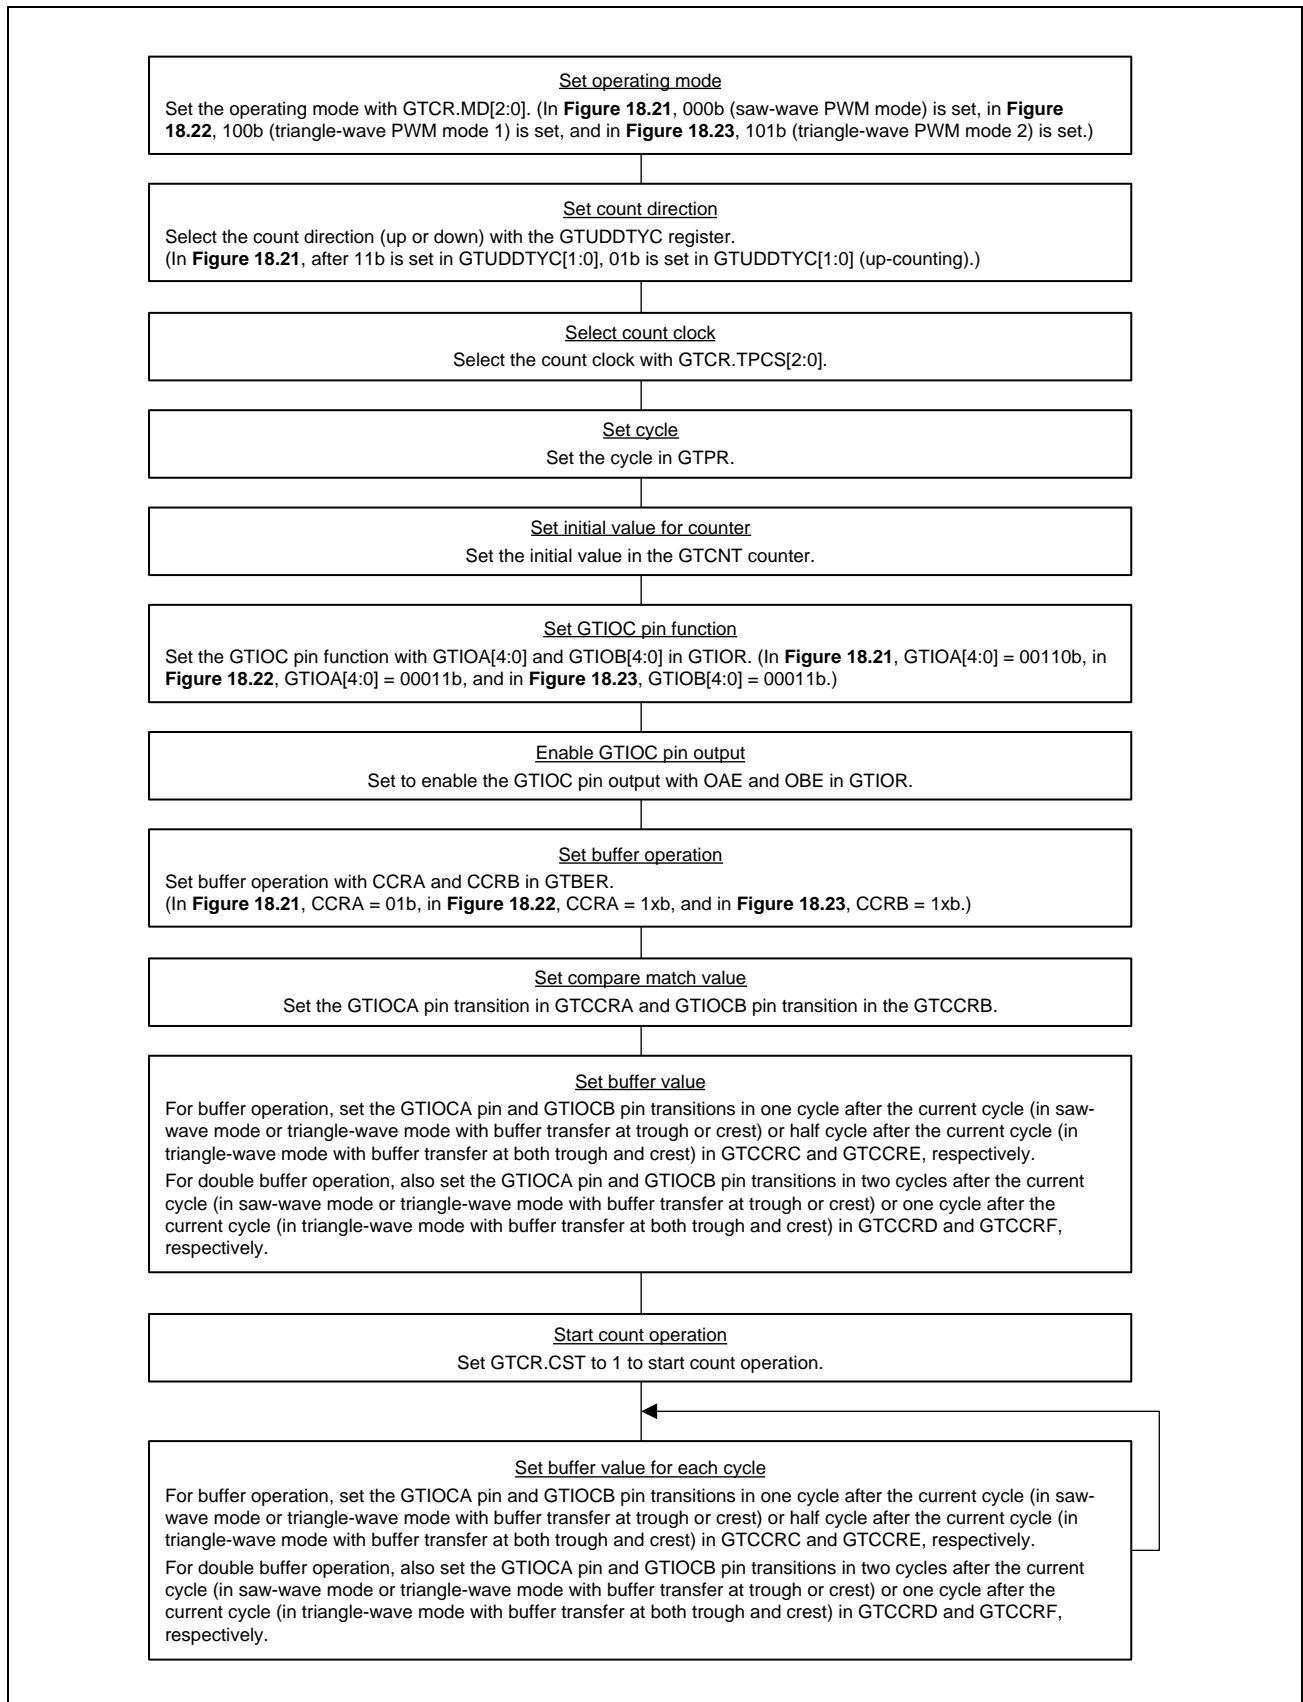 Set operating mode
Set the operating mode with GTCR.MD[2:0]. (In Figure 18.21, 000b (saw-wave PWM mode) is set, in Figure
18.22, 100b (triangle-wave PWM mode 1) is set, and in Figure 18.23, 101b (triangle-wave PWM mode 2) is set.)
Set count direction
Select the count direction (up or down) with the GTUDDTYC register.
(In Figure 18.21, after 11b is set in GTUDDTYC[1:0], 01b is set in GTUDDTYC[1:0] (up-counting).)
Select count clock
Select the count clock with GTCR.TPCS[2:0].
Set cycle
Set the cycle in GTPR.
Set initial value for counter
Set the initial value in the GTCNT counter.
Set GTIOC pin function
Set the GTIOC pin function with GTIOA[4:0] and GTIOB[4:0] in GTIOR. (In Figure 18.21, GTIOA[4:0] = 00110b, in
Figure 18.22, GTIOA[4:0] = 00011b, and in Figure 18.23, GTIOB[4:0] = 00011b.)
Enable GTIOC pin output
Set to enable the GTIOC pin output with OAE and OBE in GTIOR.
Set buffer operation
Set buffer operation with CCRA and CCRB in GTBER.
(In Figure 18.21, CCRA = 01b, in Figure 18.22, CCRA = 1xb, and in Figure 18.23, CCRB = 1xb.)
Set compare match value
Set the GTIOCA pin transition in GTCCRA and GTIOCB pin transition in the GTCCRB.
Set buffer value
For buffer operation, set the GTIOCA pin and GTIOCB pin transitions in one cycle after the current cycle (in saw-
wave mode or triangle-wave mode with buffer transfer at trough or crest) or half cycle after the current cycle (in
triangle-wave mode with buffer transfer at both trough and crest) in GTCCRC and GTCCRE, respectively.
For double buffer operation, also set the GTIOCA pin and GTIOCB pin transitions in two cycles after the current
cycle (in saw-wave mode or triangle-wave mode with buffer transfer at trough or crest) or one cycle after the
current cycle (in triangle-wave mode with buffer transfer at both trough and crest) in GTCCRD and GTCCRF,
respectively.
Start count operation
Set GTCR.CST to 1 to start count operation.
Set buffer value for each cycle
For buffer operation, set the GTIOCA pin and GTIOCB pin transitions in one cycle after the current cycle (in saw-
wave mode or triangle-wave mode with buffer transfer at trough or crest) or half cycle after the current cycle (in
triangle-wave mode with buffer transfer at both trough and crest) in GTCCRC and GTCCRE, respectively.
For double buffer operation, also set the GTIOCA pin and GTIOCB pin transitions in two cycles after the current
cycle (in saw-wave mode or triangle-wave mode with buffer transfer at trough or crest) or one cycle after the
current cycle (in triangle-wave mode with buffer transfer at both trough and crest) in GTCCRD and GTCCRF,
respectively.